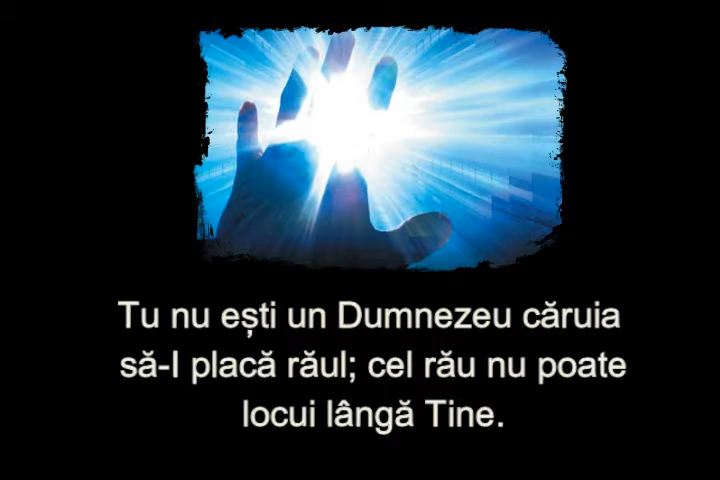 Tu nu ești un Dumnezeu căruia
să-I placă răul; cel rău nu poate
locui lângă Tine.